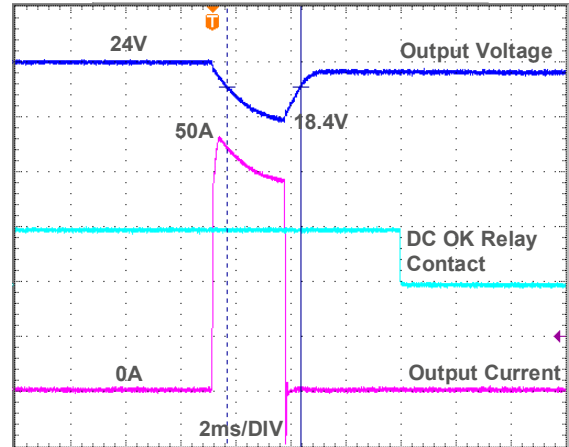 T
24V
Output Voltage
18.4V
50A
DC OK Relay
Contact
0A
Output Current
2ms/DIV